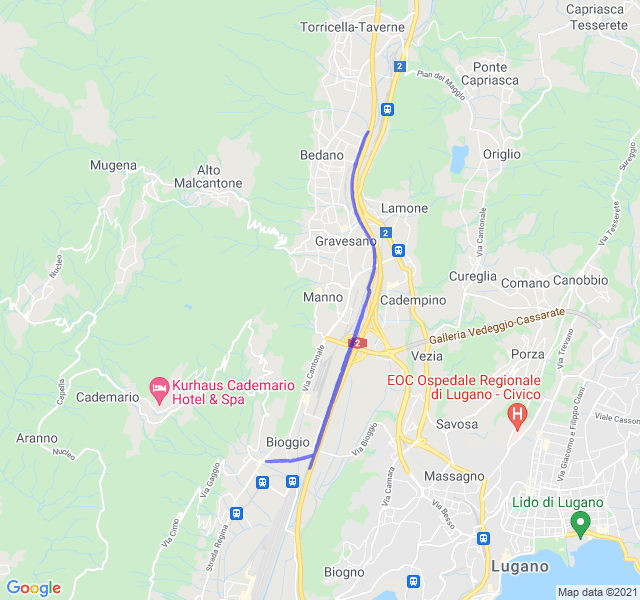 Torricella-Taverne
Capriasca
Tesserete
2
Ponte
Capriasca
Pian del Maggio
Bedano
Origlio
Mugena
Alto
Malcantone
Sureggio
Lamone
Via Cantonale
Via Tesserete
2
Gravesano
Nucleo
Cureglia
Comano
Canobbio
Manno
Cadempino
Galleria Vedeggio-Cassarate
2
Vezia
Porza
Via Trevano
Via Cantonale
Capella
Kurhaus Cademario
Hotel & Spa
EOC Ospedale Regionale
di Lugano - Civico
H
Cademario
Via Giacomo e Filippo Ciani
Viale Casson
Savosa
Aranno
Nucleo
Bioggio
Via Bioggio
Via Gaggio
Via Camata
Massagno
Via Besso
Lido di Lugano
Via Cimo
Strada Regina
Biogno
Lugano
Google
Map data ©2021